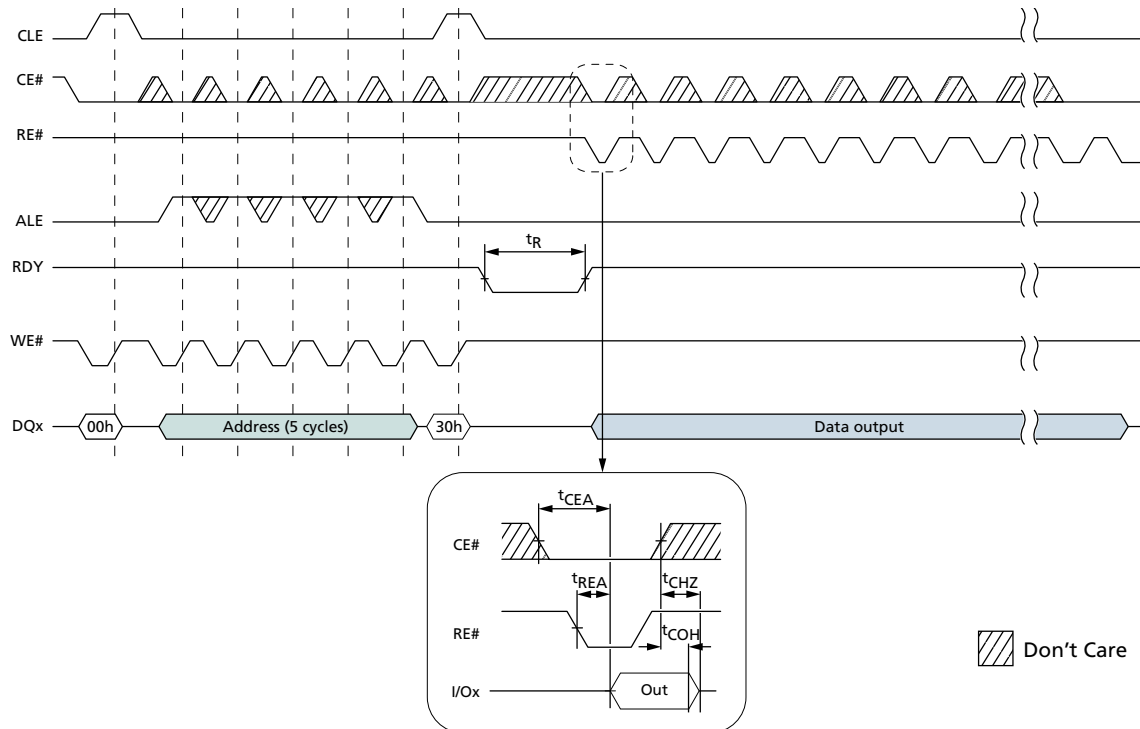 CLE
CE#
RE#
ALE
tR
RDY
WE#
DQx 00h Address (5 cycles) 30h Data output
tCEA
CE#
tREA tCHZ
RE#
tCOH
I/Ox Out
Don't Care